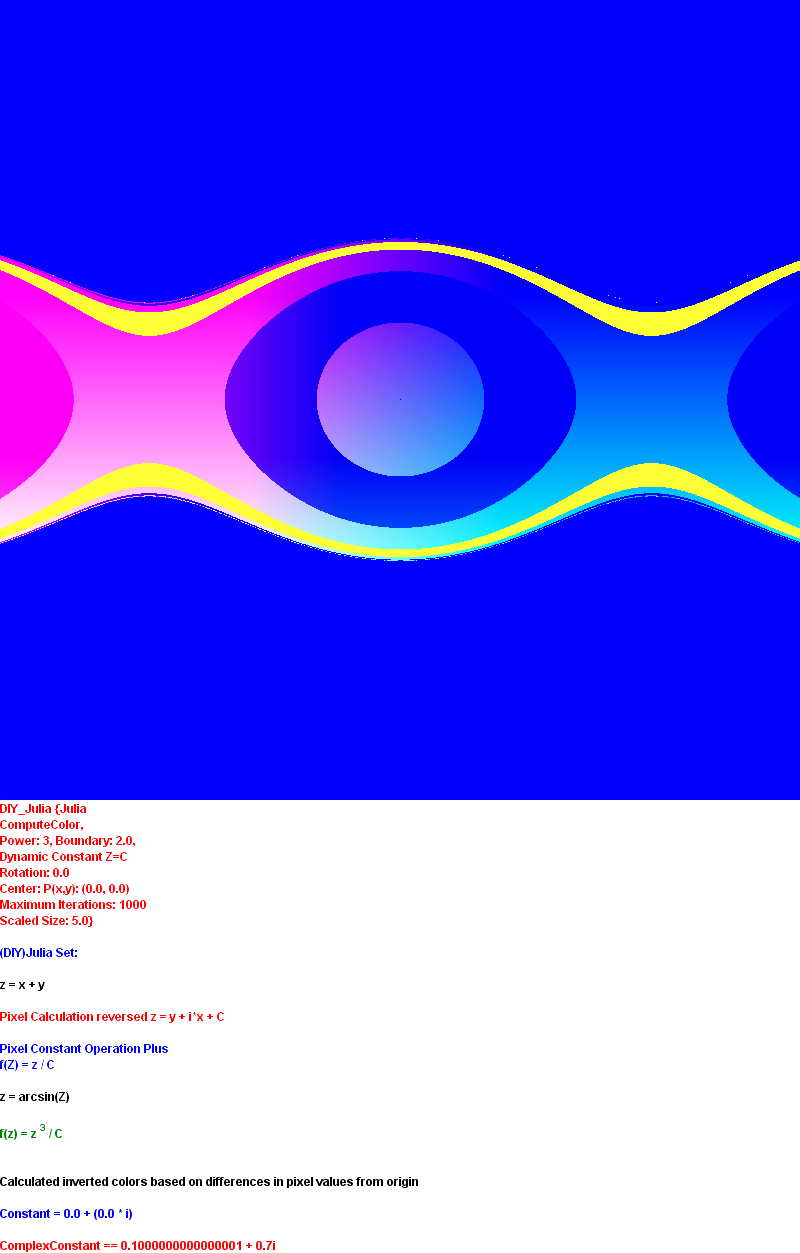 DIY_Julia {Julia
ComputeColor,
Power: 3, Boundary: 2.0,
Dynamic Constant Z=C
Rotation: 0.0
Center: P(x,y): (0.0, 0.0)
Maximum Iterations: 1000
Scaled Size: 5.0}
(DIY)Julia Set:
z = x + y
Pixel Calculation reversed z = y + i*x + C
Pixel Constant Operation Plus
f(Z) = z / C
z = arcsin(Z)
f(z) = z ³ / C
Calculated inverted colors based on differences in pixel values from origin
Constant = 0.0 + (0.0 * i)
ComplexConstant == 0.1000000000000001 + 0.7i